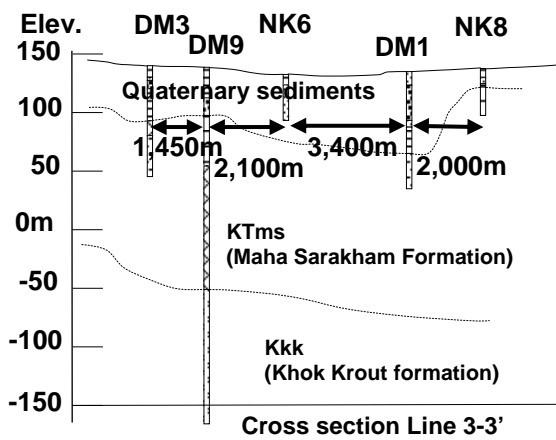 Elev.
DM3
DM9
NK6
DM1
NK8
150
Quaternary sediments
100
1,450m
2,100m
3,400m
2,000m
50
0m
KTms
(Maha Sarakham Formation)
-50
-100
Kkk
(Khok Krout formation)
-150
Cross section Line 3-3'